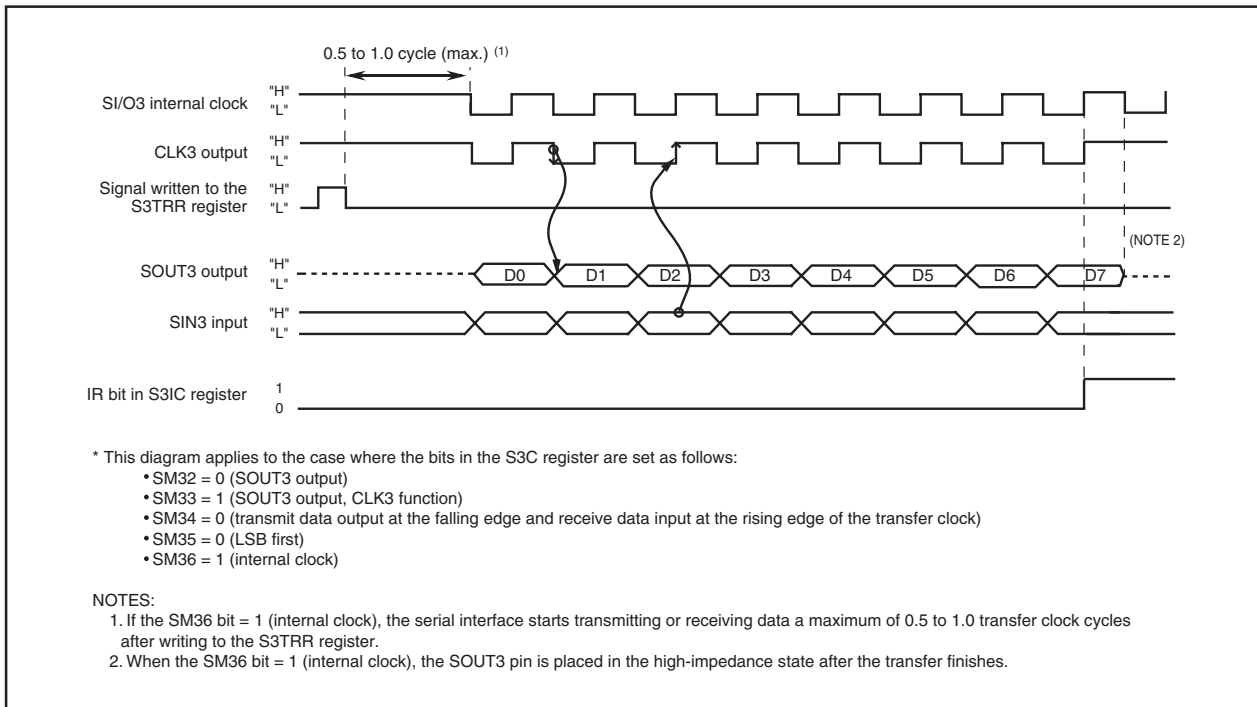 0.5 to 1.0 cycle (max.) (1)
SI/O3 internal clock "H" "L"
CLK3 output "H" "L"
Signal written to the S3TRR register "H" "L"
(NOTE 2)
SOUT3 output "H" "L" D0 D1 D2 D3 D4 D5 D6 D7
SIN3 input "H" "L"
IR bit in S3IC register 1 0
* This diagram applies to the case where the bits in the S3C register are set as follows:
• SM32 = 0 (SOUT3 output)
• SM33 = 1 (SOUT3 output, CLK3 function)
• SM34 = 0 (transmit data output at the falling edge and receive data input at the rising edge of the transfer clock)
• SM35 = 0 (LSB first)
• SM36 = 1 (internal clock)
NOTES:
1. If the SM36 bit = 1 (internal clock), the serial interface starts transmitting or receiving data a maximum of 0.5 to 1.0 transfer clock cycles
after writing to the S3TRR register.
2. When the SM36 bit = 1 (internal clock), the SOUT3 pin is placed in the high-impedance state after the transfer finishes.